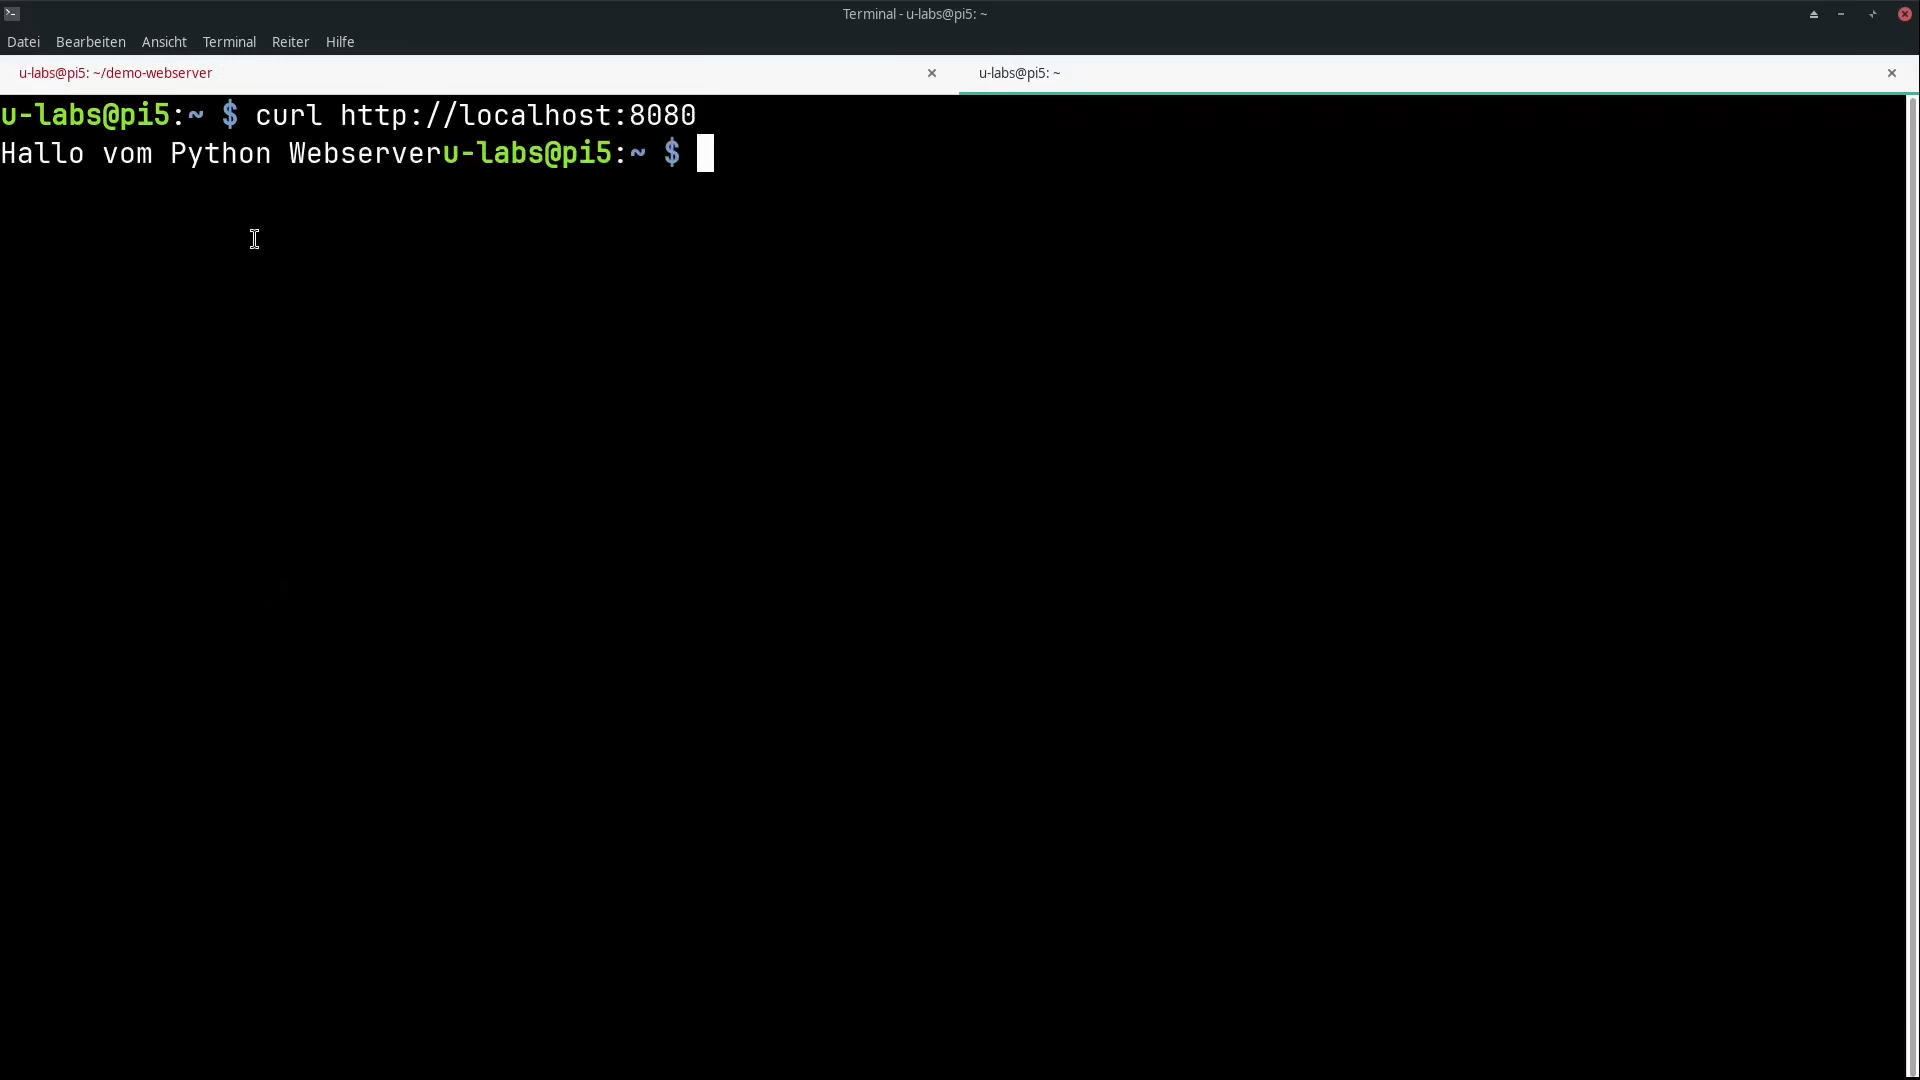 Terminal - u-labs@pi5: ~
Datei Bearbeiten Ansicht Terminal Reiter Hilfe
u-labs@pi5: ~/demo-webserver
u-labs@pi5: ~
u-labs@pi5:~ $ curl http://localhost:8080
Hallo vom Python Webserveru-labs@pi5:~ $